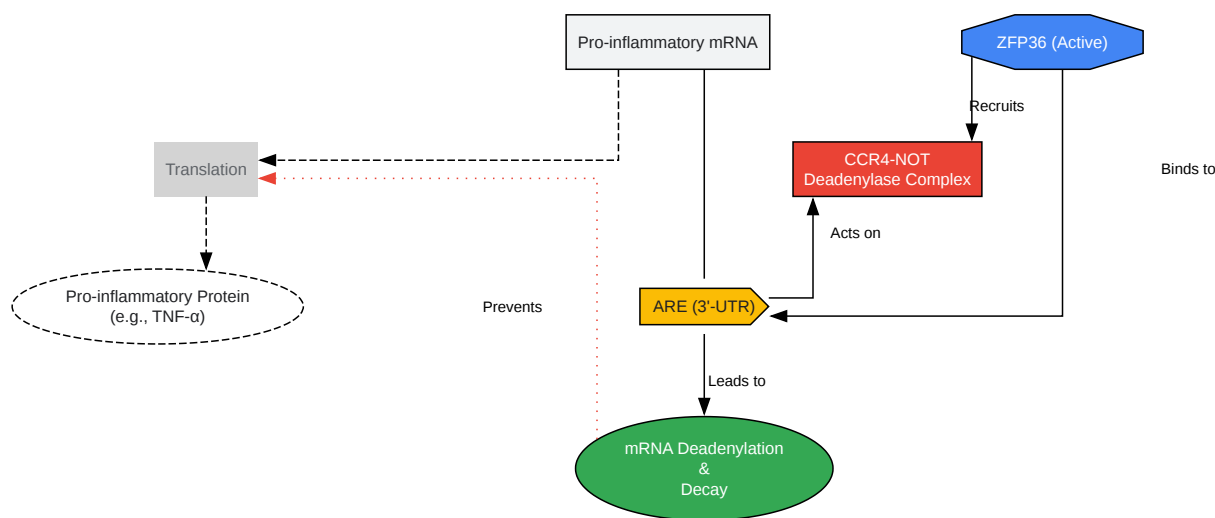 Pro-inflammatory mRNA
ZFP36 (Active)
Recruits
Translation
CCR4-NOT
Deadenylase Complex
Binds to
Acts on
Pro-inflammatory Protein
(e.g., TNF-α)
Prevents
ARE (3'-UTR)
Leads to
mRNA Deadenylation
&
Decay